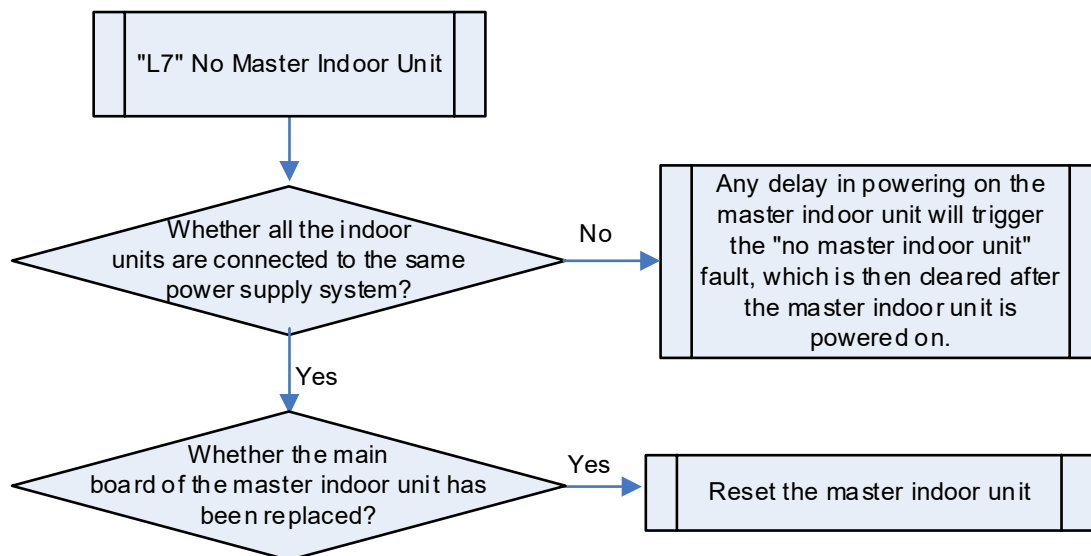 "L7" No Master Indoor Unit
Whether all the indoor
units are connected to the same
power supply system?
No
Any delay in powering on the
master indoor unit will trigger
the "no master indoor unit"
fault, which is then cleared after
the master indoor unit is
powered on.
Yes
Whether the main
board of the master indoor unit has
been replaced?
Yes
Reset the master indoor unit